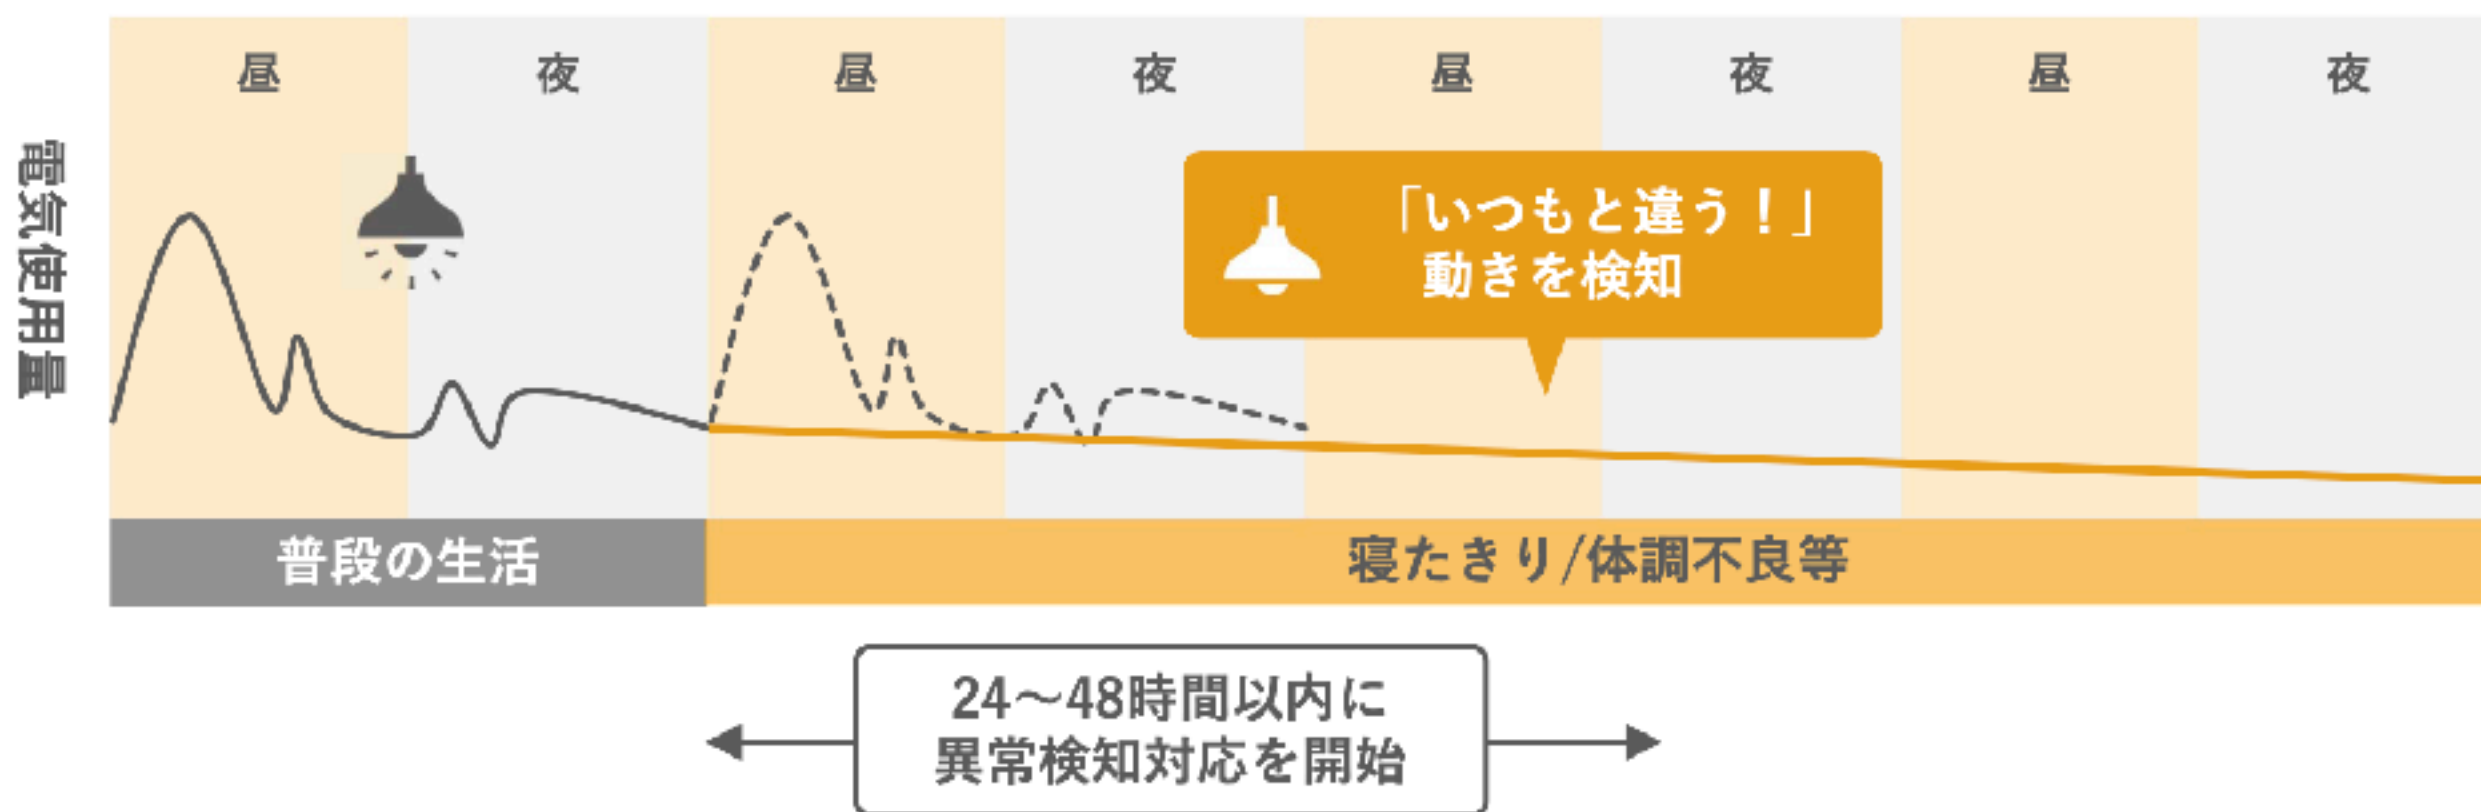 昼
夜
昼
夜
昼
夜
昼
夜
電気使用量
「いつもと違う！」
動きを検知
普段の生活
寝たきり/体調不良等
24〜48時間以内に
異常検知対応を開始